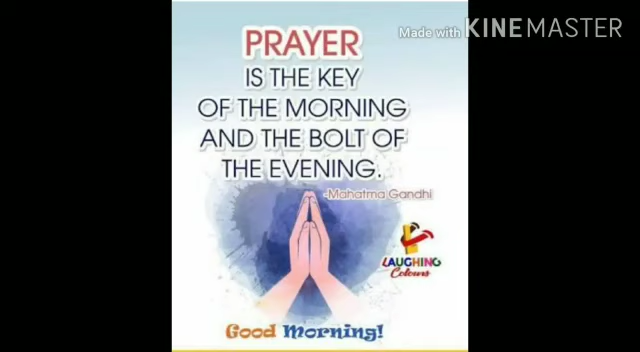 Made with KINEMASTER
PRAYER
IS THE KEY
OF THE MORNING
AND THE BOLT OF
THE EVENING.
-Mahatma Gandhi
LAUGHING
Colours
Good Morning!